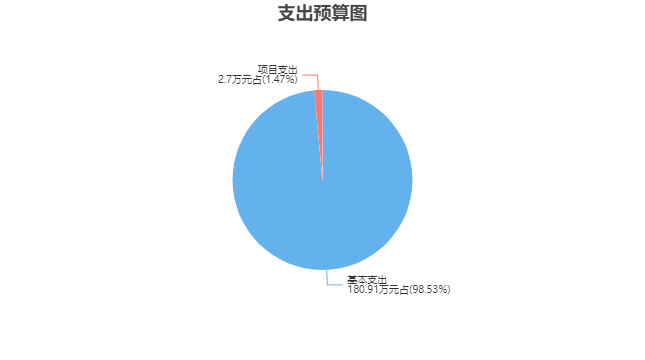 支出预算图
项目支出
2.7万元占(1.47%)
基本支出
180.91万元占(98.53%)